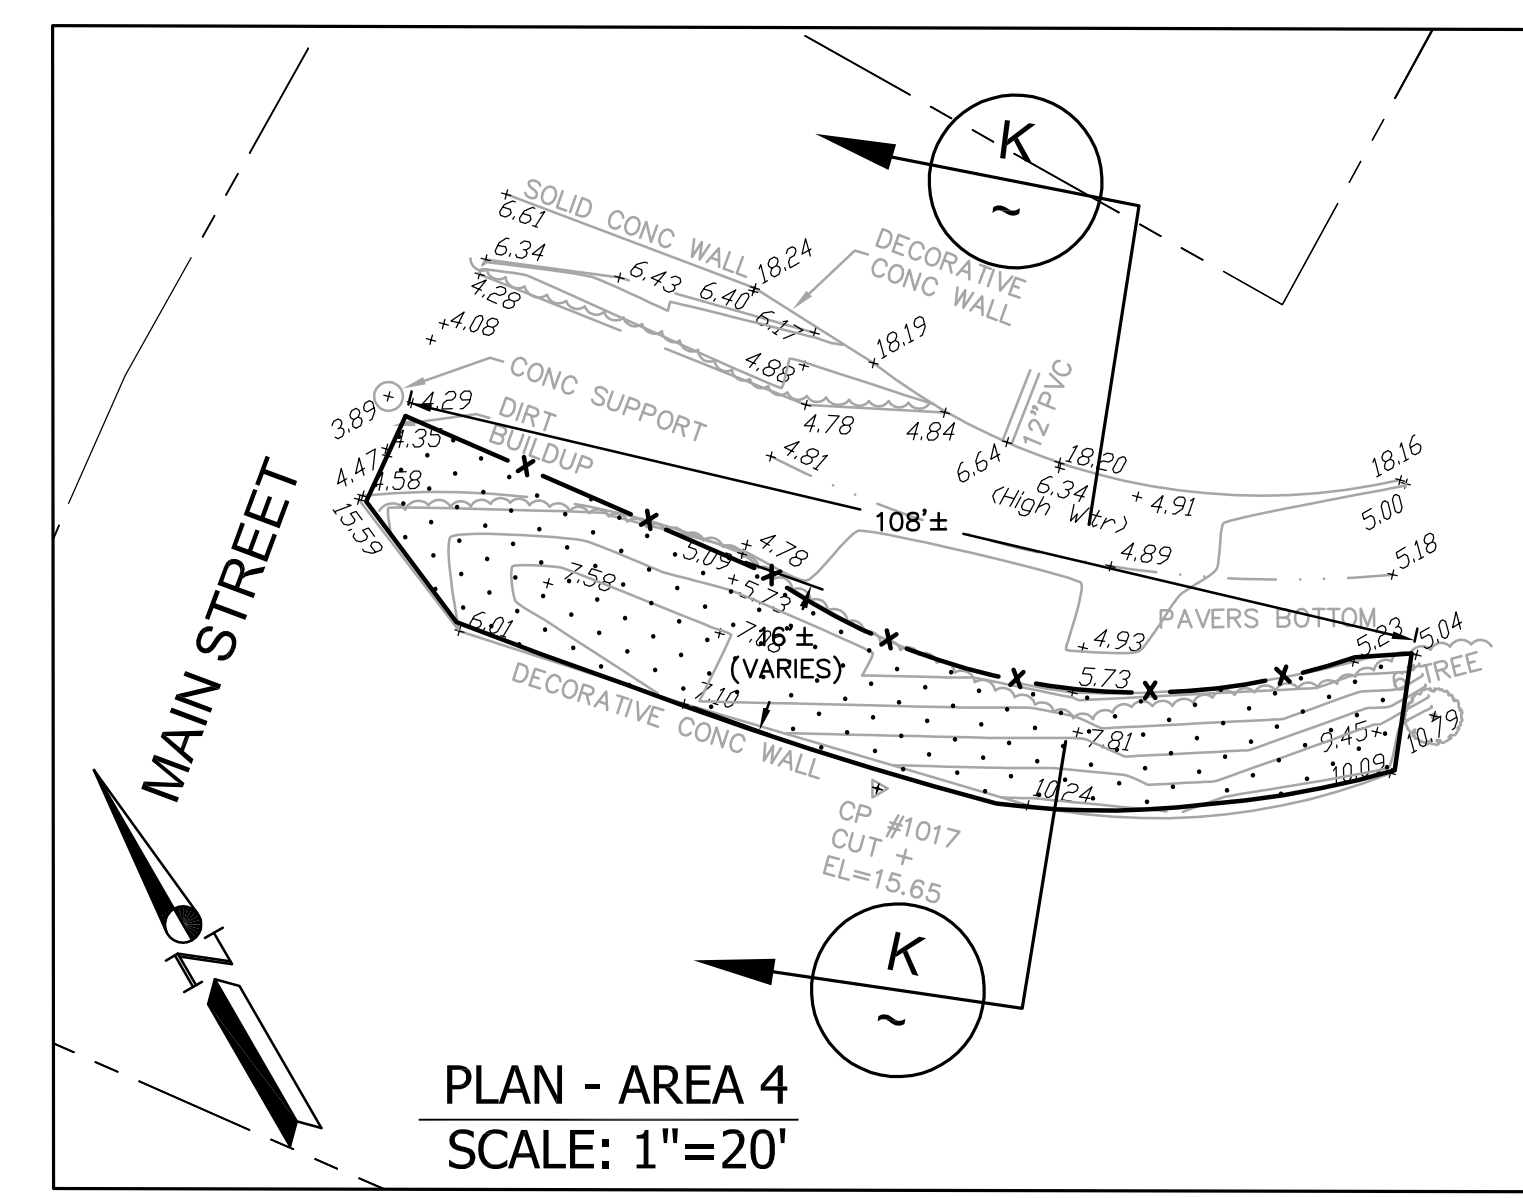 K
~
SOLID CONC WALL
6.61
6.34
6.43
6.40
18.24
DECORATIVE
CONC WALL
4.28
6.17
4.08
18.19
4.88
CONC SUPPORT
3.89
4.29
DIRT
BUILDUP
4.78
4.84
12"PVC
4.35
4.47
4.58
4.81
6.64
18.20
18.16
6.34
(High Wtr)
4.91
5.00
15.59
108'±
5.09
4.78
4.89
5.18
7.58
5.73
PAVERS BOTTOM
6.01
16'±
(VARIES)
4.93
5.23
5.04
MAIN STREET
DECORATIVE CONC WALL
7.10
5.73
TREE
7.81
9.45
10.79
10.24
10.09
CP #1017
CUT +
EL=15.65
K
~
N
PLAN - AREA 4
SCALE: 1"=20'